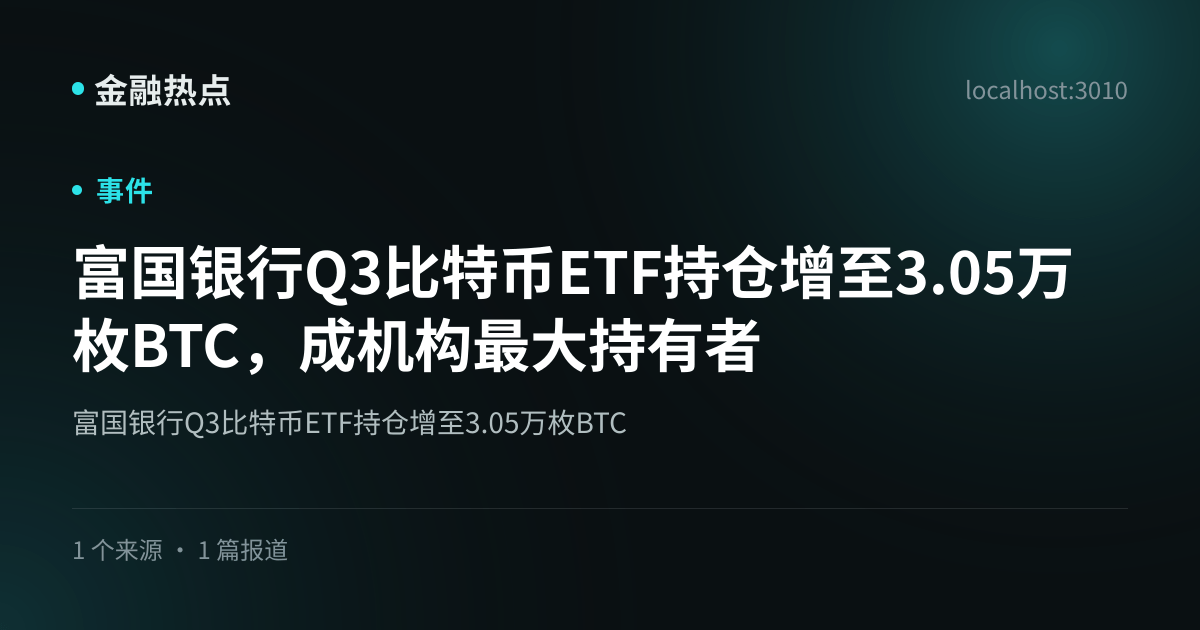 金融热点
localhost:3010
事件
富国银行Q3比特币ETF持仓增至3.05万
枚BTC，成机构最大持有者
富国银行Q3比特币ETF持仓增至3.05万枚BTC
1 个来源 · 1 篇报道